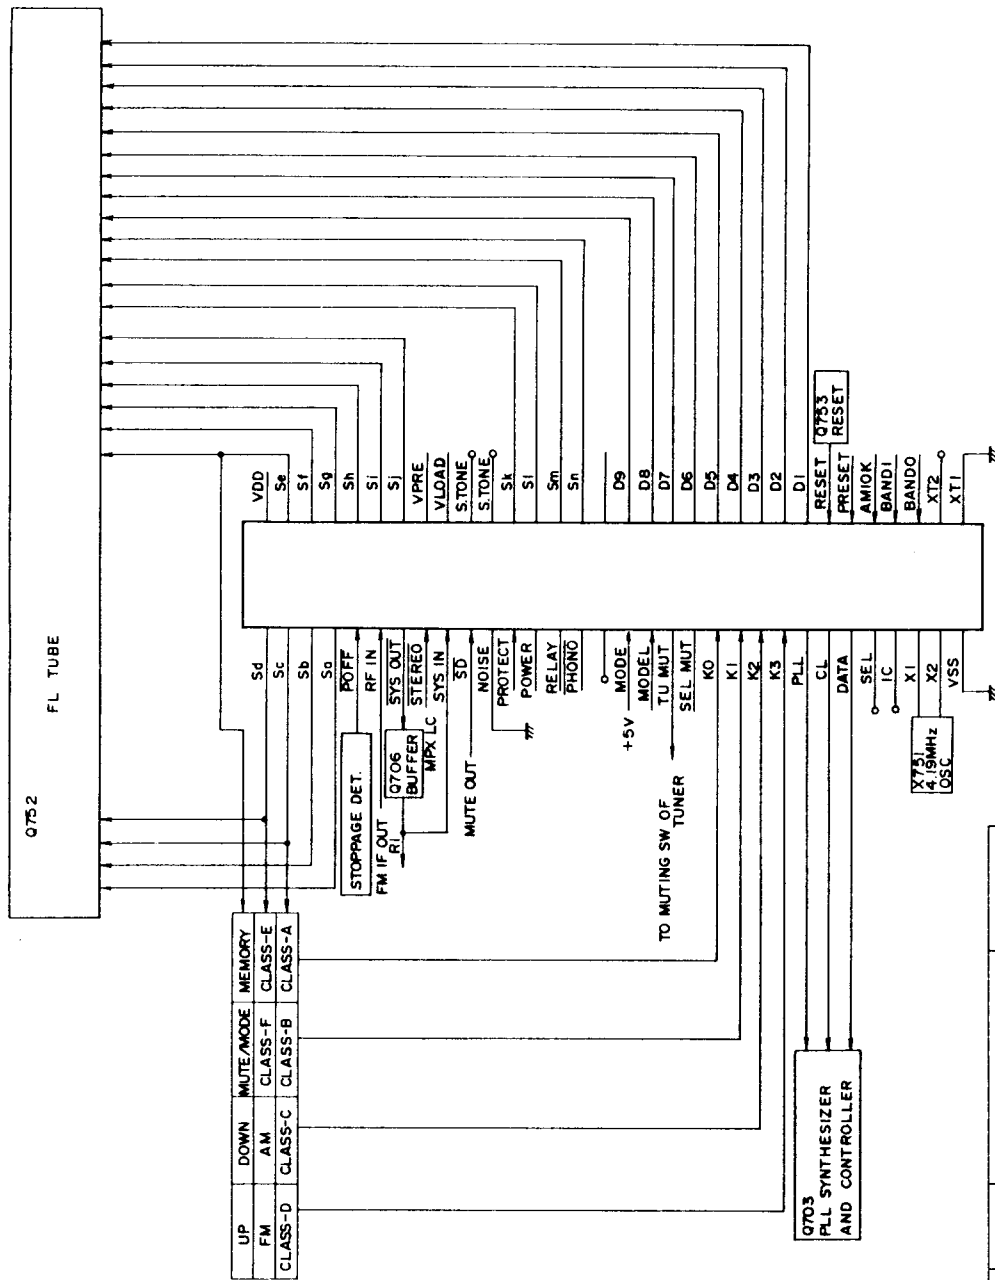 Q752
FL TUBE
UP
DOWN
MUTE/MODE
MEMORY
FM
AM
CLASS-F
CLASS-E
CLASS-D
CLASS-C
CLASS-B
CLASS-A
Sd
Sc
Sb
Sa
POFF
RF IN
SYS OUT
STEREO
SYS IN
SD
NOISE
PROTECT
POWER
RELAY
PHONO
MODE
MODEL
TU MUT
SEL MUT
K0
K1
K2
K3
PLL
CL
DATA
SEL
IC
X1
X2
VSS
VDD
Se
Sf
Sg
Sh
Si
Sj
VPRE
VLOAD
S.TONE
S.TONE
Sk
Sl
Sm
Sn
D9
D8
D7
D6
D5
D4
D3
D2
D1
RESET
PRESET
AM10K
BAND1
BAND0
XT2
XT1
STOPPAGE DET.
FM IF OUT
Ri
Q706
BUFFER
MPX LC
MUTE OUT
+5V
TO MUTING SW OF
TUNER
X751
4.19MHz
OSC
Q753
RESET
Q703
PLL SYNTHESIZER
AND CONTROLLER